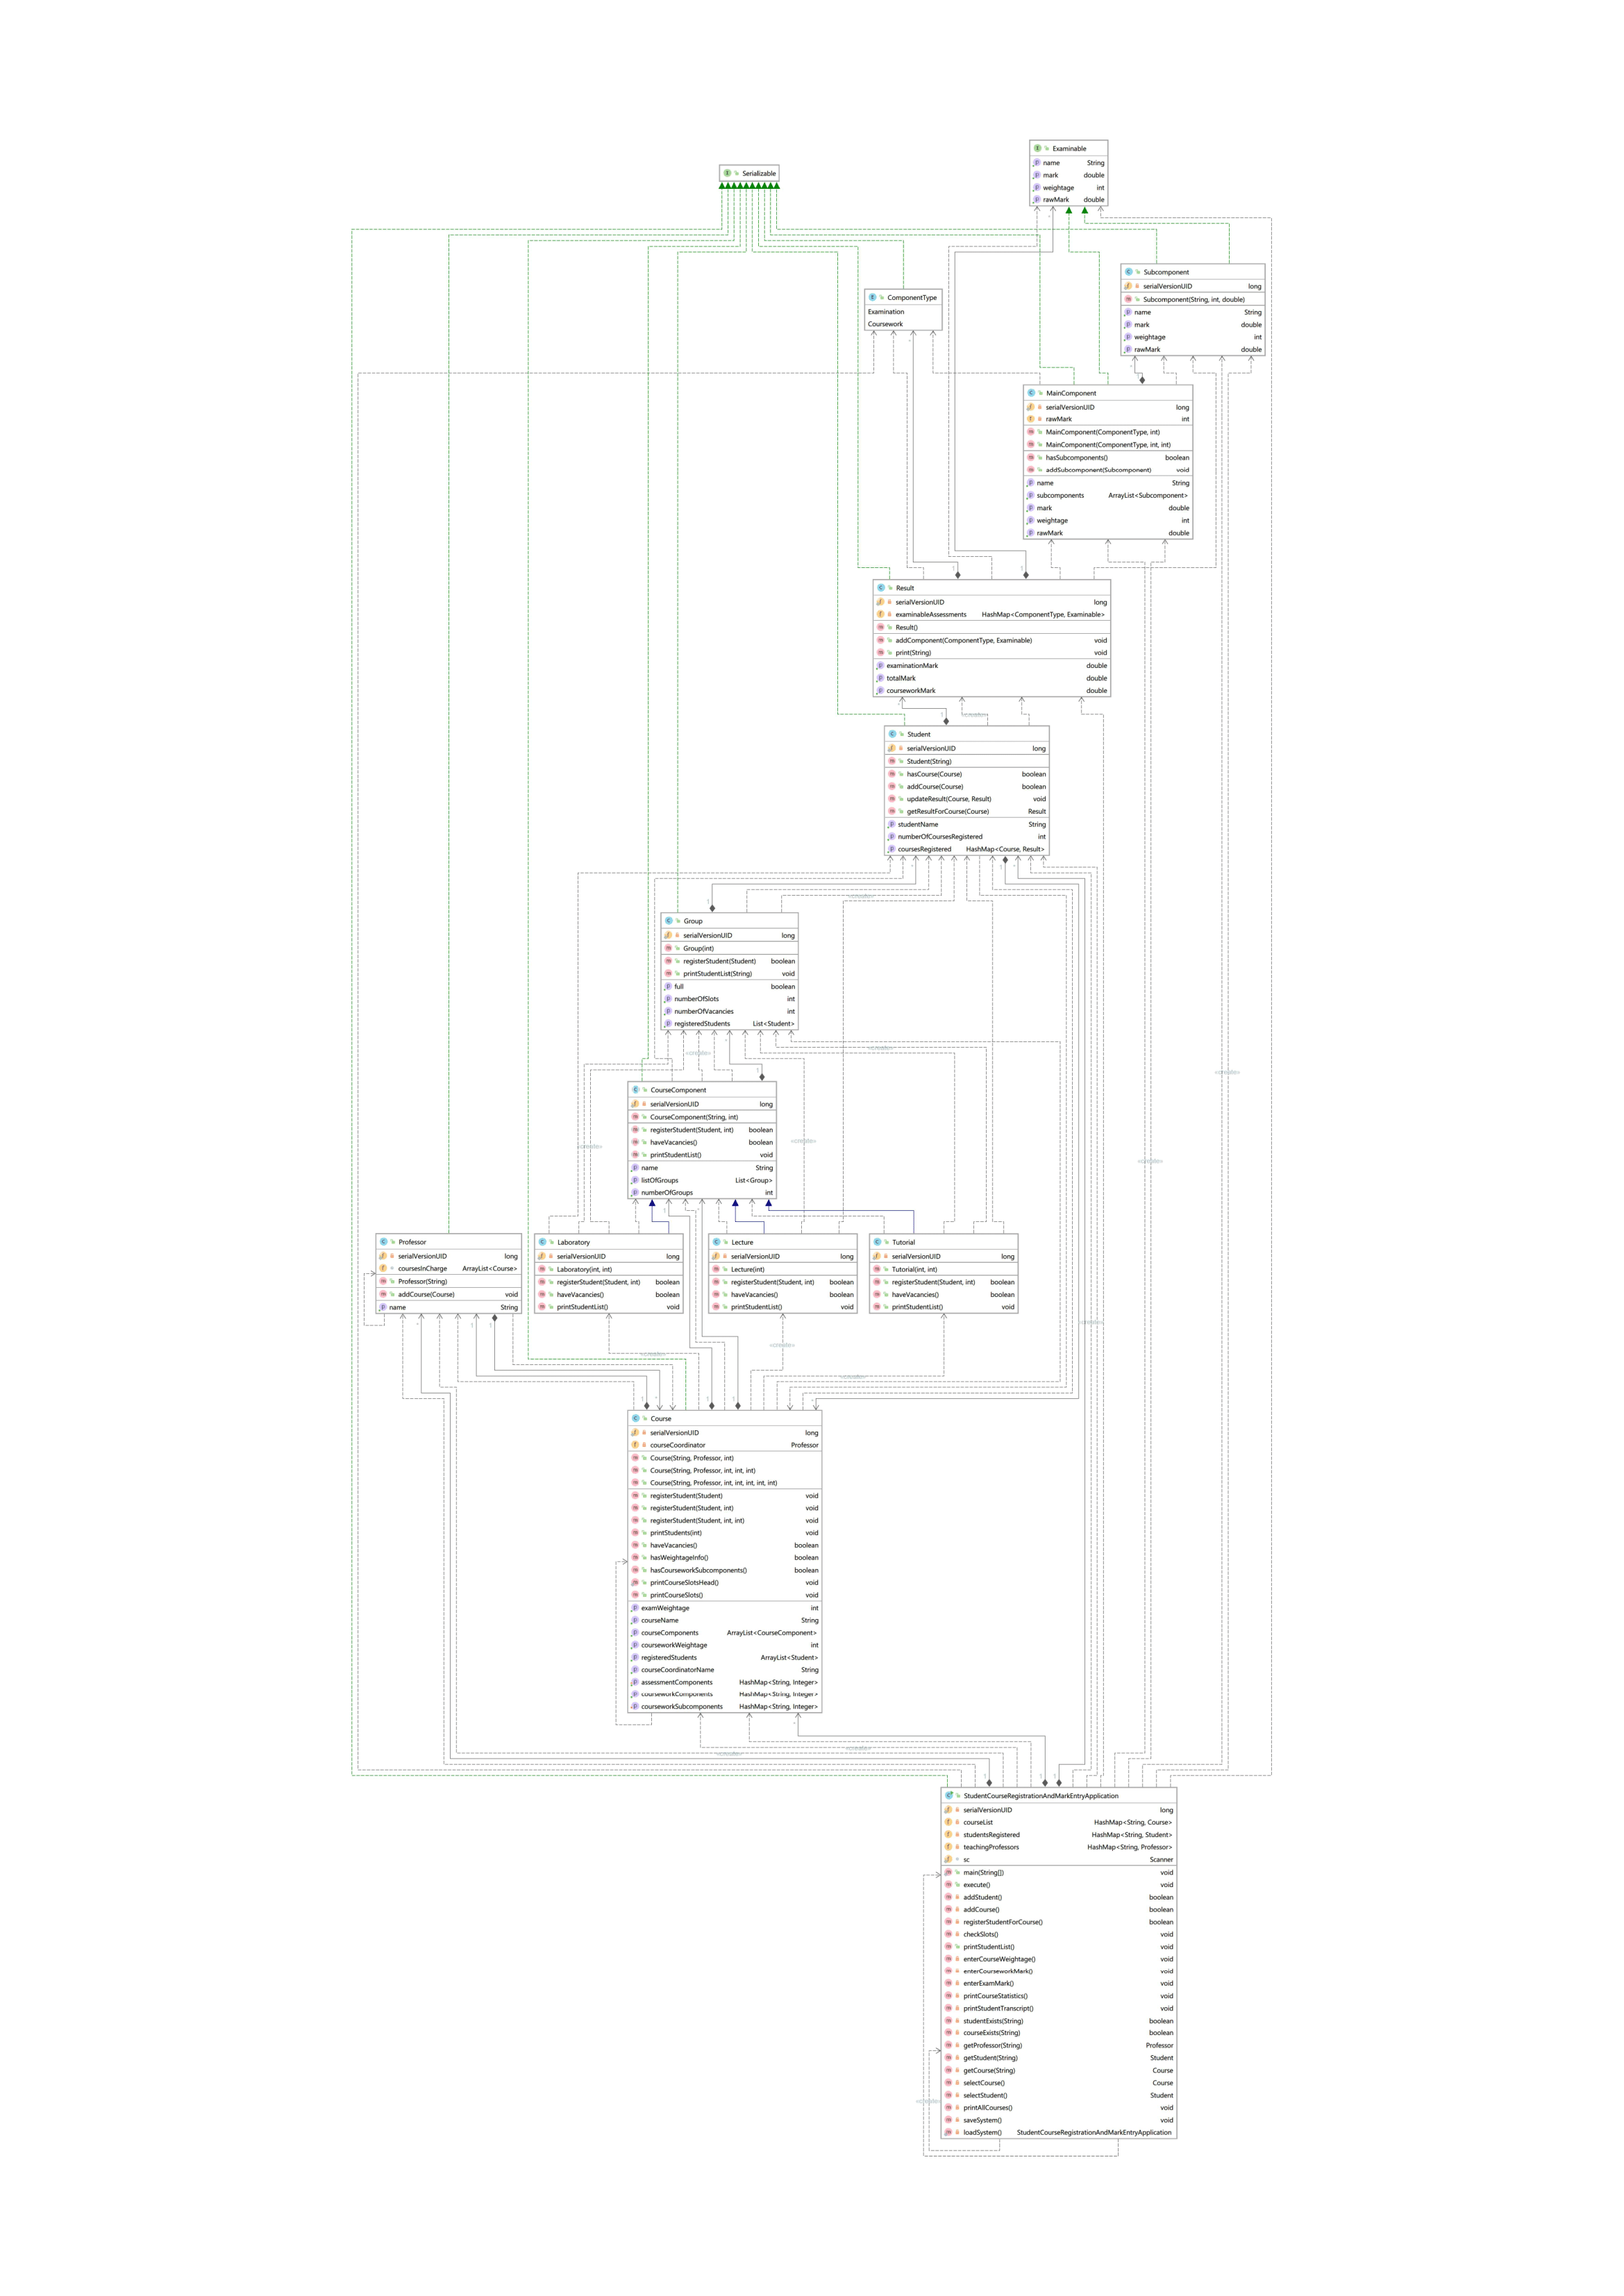 Examinable
name String
mark double
weightage int
rawMark double
Serializable
Subcomponent
serialVersionUID long
Subcomponent(String, int, double)
name String
mark double
weightage int
rawMark double
ComponentType
Examination
Coursework
MainComponent
serialVersionUID long
rawMark int
MainComponent(ComponentType, int)
MainComponent(ComponentType, int, int)
hasSubcomponents() boolean
addSubcomponent(Subcomponent) void
name String
subcomponents ArrayList<Subcomponent>
mark double
weightage int
rawMark double
Result
serialVersionUID long
examinableAssessments HashMap<ComponentType, Examinable>
Result()
addComponent(ComponentType, Examinable) void
print(String) void
examinationMark double
totalMark double
courseworkMark double
«create»
Student
serialVersionUID long
Student(String)
hasCourse(Course) boolean
addCourse(Course) boolean
updateResult(Course, Result) void
getResultForCourse(Course) Result
studentName String
numberOfCoursesRegistered int
coursesRegistered HashMap<Course, Result>
«create»
Group
serialVersionUID long
Group(int)
registerStudent(Student) boolean
printStudentList(String) void
full boolean
numberOfSlots int
numberOfVacancies int
registeredStudents List<Student>
«create»
«create»
«create»
CourseComponent
serialVersionUID long
CourseComponent(String, int)
registerStudent(Student, int) boolean
haveVacancies() boolean
printStudentList() void
name String
listOfGroups List<Group>
numberOfGroups int
«create»
«create»
«create»
Professor
serialVersionUID long
coursesInCharge ArrayList<Course>
Professor(String)
addCourse(Course) void
name String
Laboratory
serialVersionUID long
Laboratory(int, int)
registerStudent(Student, int) boolean
haveVacancies() boolean
printStudentList() void
Lecture
serialVersionUID long
Lecture(int)
registerStudent(Student, int) boolean
haveVacancies() boolean
printStudentList() void
Tutorial
serialVersionUID long
Tutorial(int, int)
registerStudent(Student, int) boolean
haveVacancies() boolean
printStudentList() void
«create»
«create»
«create»
«create»
Course
serialVersionUID long
courseCoordinator Professor
Course(String, Professor, int)
Course(String, Professor, int, int, int)
Course(String, Professor, int, int, int, int, int)
registerStudent(Student) void
registerStudent(Student, int) void
registerStudent(Student, int, int) void
printStudents(int) void
haveVacancies() boolean
hasWeightageInfo() boolean
hasCourseworkSubcomponents() boolean
printCourseSlotsHead() void
printCourseSlots() void
examWeightage int
courseName String
courseComponents ArrayList<CourseComponent>
courseworkWeightage int
registeredStudents ArrayList<Student>
courseCoordinatorName String
assessmentComponents HashMap<String, Integer>
courseworkComponents HashMap<String, Integer>
courseworkSubcomponents HashMap<String, Integer>
«create»
«create»
StudentCourseRegistrationAndMarkEntryApplication
serialVersionUID long
courseList HashMap<String, Course>
studentsRegistered HashMap<String, Student>
teachingProfessors HashMap<String, Professor>
sc Scanner
main(String[]) void
execute() void
addStudent() boolean
addCourse() boolean
registerStudentForCourse() boolean
checkSlots() void
printStudentList() void
enterCourseWeightage() void
enterCourseworkMark() void
enterExamMark() void
printCourseStatistics() void
printStudentTranscript() void
studentExists(String) boolean
courseExists(String) boolean
getProfessor(String) Professor
getStudent(String) Student
getCourse(String) Course
selectCourse() Course
selectStudent() Student
printAllCourses() void
saveSystem() void
loadSystem() StudentCourseRegistrationAndMarkEntryApplication
«create»